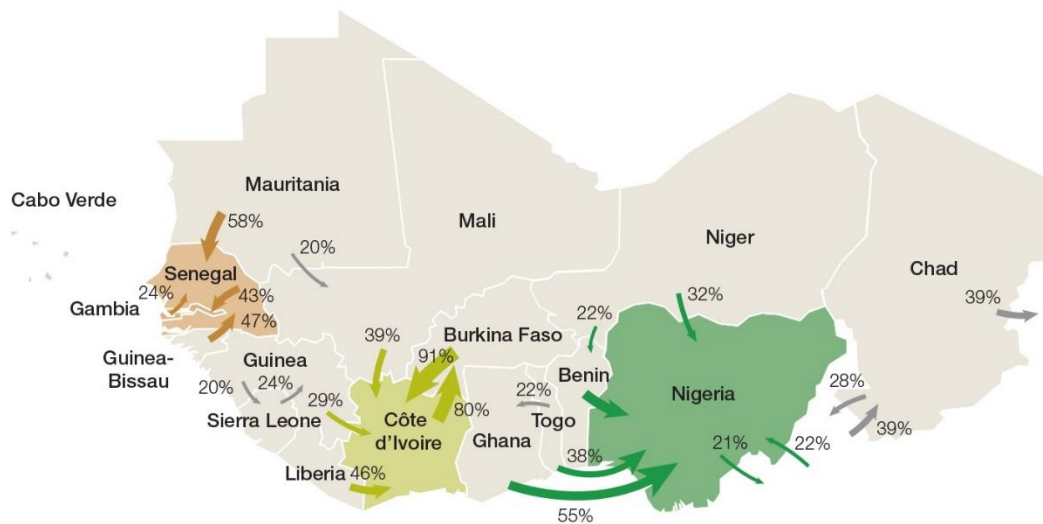 Mauritania
Cabo Verde
Mali
58%
Niger
20%
Senegal
Chad
24%
43%
32%
39%
Gambia
47%
22%
39%
Burkina Faso
91%
Guinea-
Bissau
Guinea
Benin
28%
20%
24%
29%
22%
Nigeria
Sierra Leone
Côte
d'Ivoire
80%
Ghana
Togo
39%
Liberia
46%
38%
21%
22%
55%